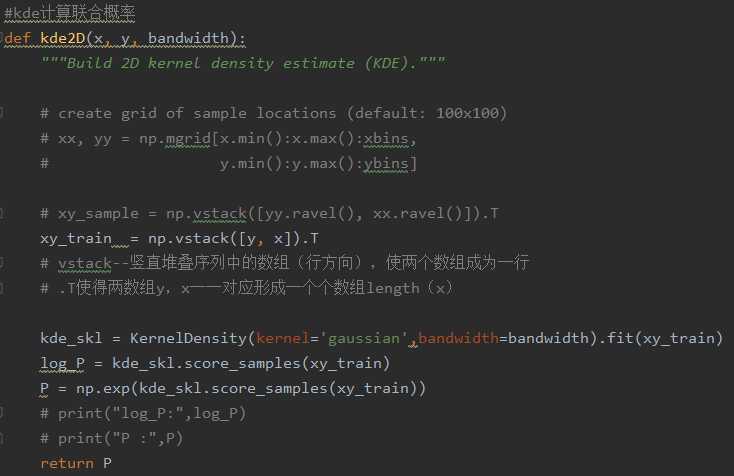 #kde计算联合概率
def kde2D(x, y, bandwidth):
    """Build 2D kernel density estimate (KDE)."""
    # create grid of sample locations (default: 100x100)
    # xx, yy = np.mgrid[x.min():x.max():xbins,
    #                   y.min():y.max():ybins]
    # xy_sample = np.vstack([yy.ravel(), xx.ravel()]).T
    xy_train  = np.vstack([y, x]).T
    # vstack--竖直堆叠序列中的数组（行方向），使两个数组成为一行
    # .T使得两数组y，x一一对应形成一个个数组length（x）
    kde_skl = KernelDensity(kernel='gaussian',bandwidth=bandwidth).fit(xy_train)
    log_P = kde_skl.score_samples(xy_train)
    P = np.exp(kde_skl.score_samples(xy_train))
    # print("log_P:",log_P)
    # print("P :",P)
    return P